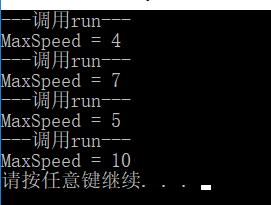 ---调用run---
MaxSpeed = 4
---调用run---
MaxSpeed = 7
---调用run---
MaxSpeed = 5
---调用run---
MaxSpeed = 10
请按任意键继续. . .